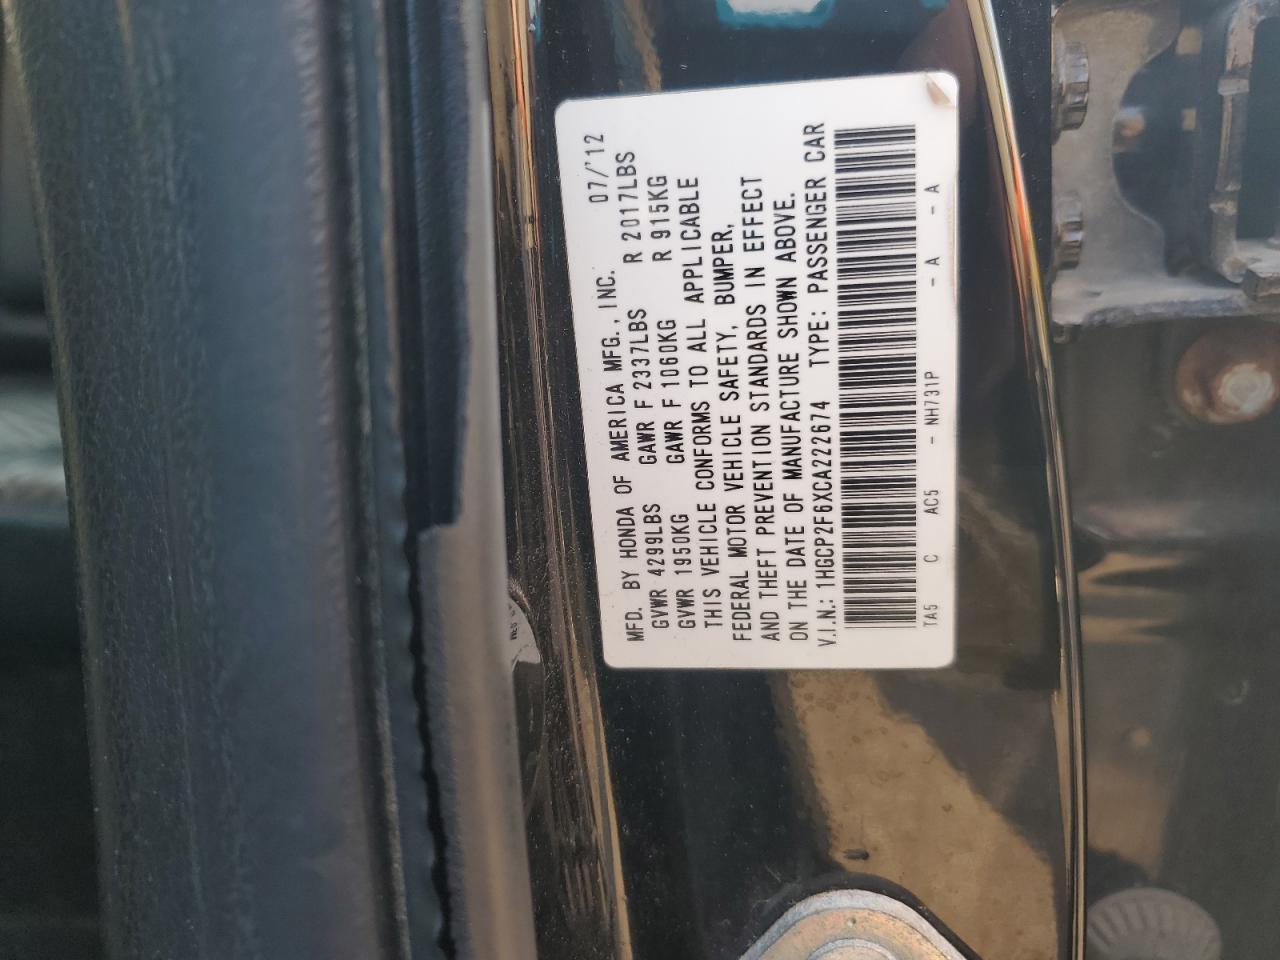 MFD. BY HONDA OF AMERICA MFG., INC. 07/'12
GVWR 4299LBS GAWR F 2337LBS R 2017LBS
GVWR 1950KG GAWR F 1060KG R 915KG
THIS VEHICLE CONFORMS TO ALL APPLICABLE
FEDERAL MOTOR VEHICLE SAFETY, BUMPER,
AND THEFT PREVENTION STANDARDS IN EFFECT
ON THE DATE OF MANUFACTURE SHOWN ABOVE.
V.I.N.: 1HGCP2F6XCA222674 TYPE: PASSENGER CAR
TA5 C AC5 - NH731P - A - A